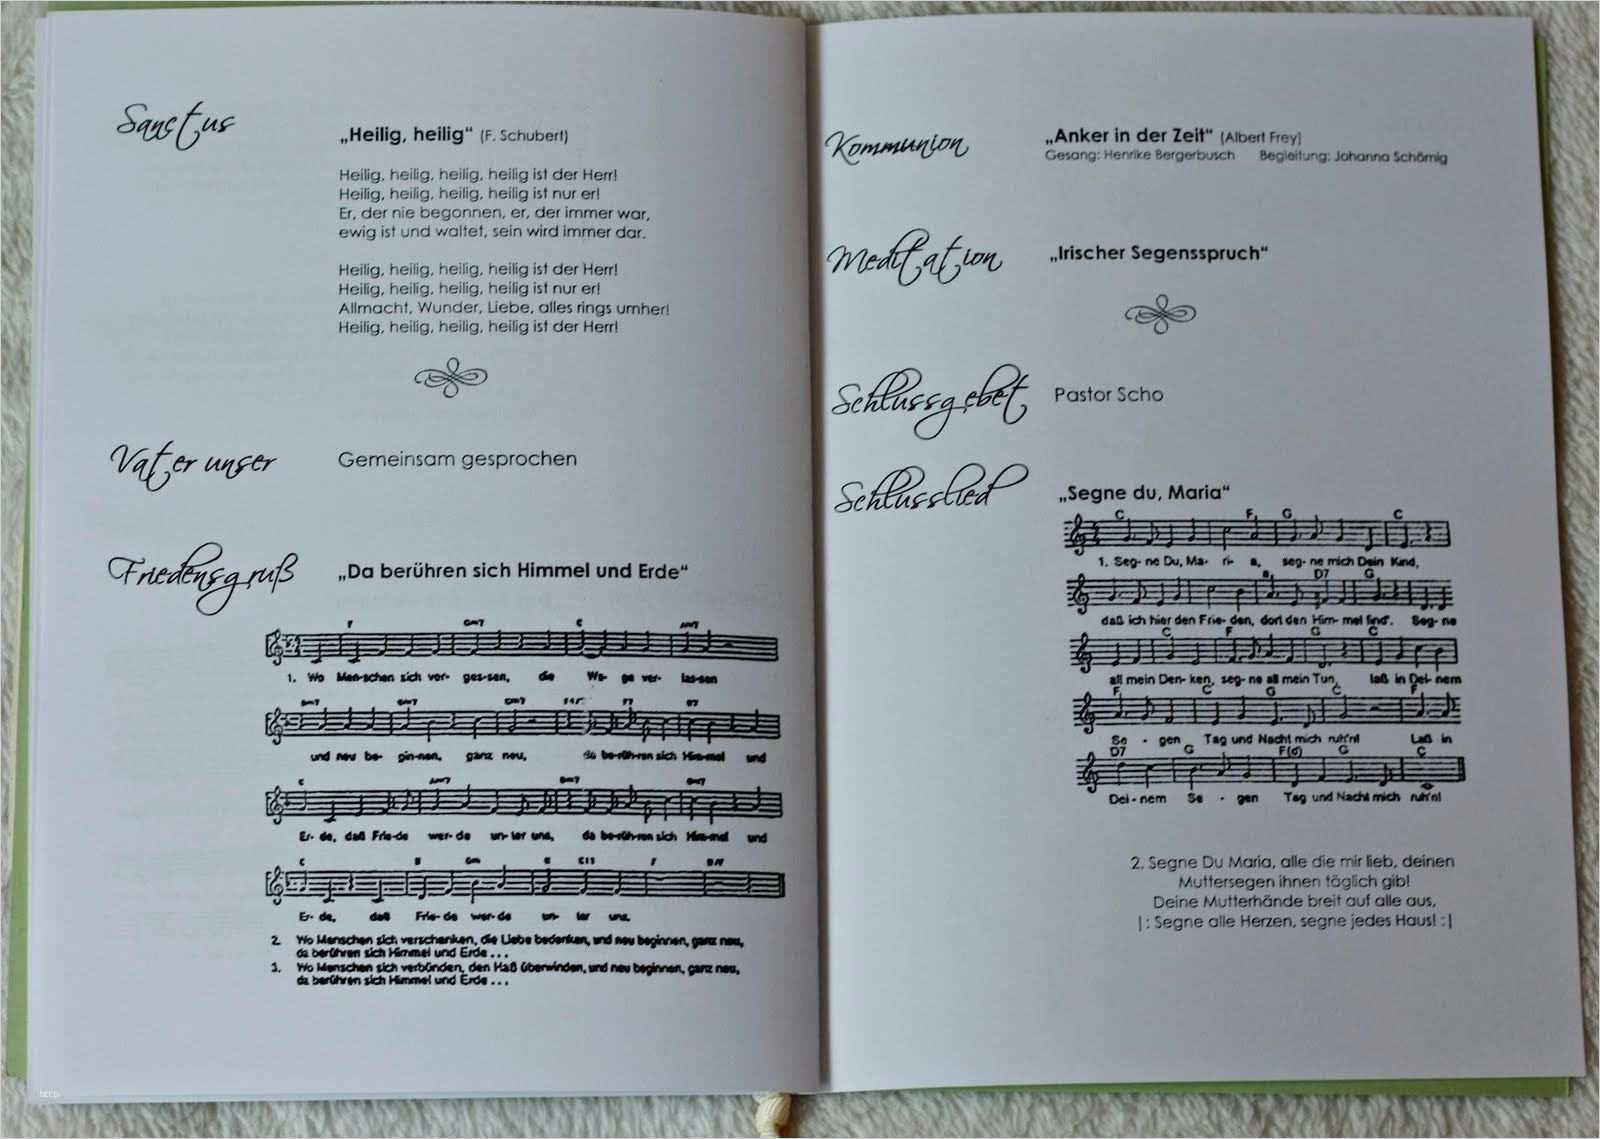 Sanctus
„Heilig, heilig“ (F. Schubert)
Heilig, heilig, heilig, heilig ist der Herr!
Heilig, heilig, heilig, heilig ist nur er!
Er, der nie begonnen, er, der immer war,
ewig ist und waltet, sein wird immer dar.
Heilig, heilig, heilig, heilig ist der Herr!
Heilig, heilig, heilig, heilig ist nur er!
Allmacht, Wunder, Liebe, alles rings umher!
Heilig, heilig, heilig, heilig ist der Herr!
Vater unser
Gemeinsam gesprochen
Friedensgruß
„Da berühren sich Himmel und Erde“
F Gm7 C Am7
1. Wo Men-schen sich ver- ges-sen, die We- ge ver- las-sen
Gm7 F7 B7
und neu be- gin-nen, ganz neu, da be-rüh-ren sich Him-mel und
C Am7 Dm7 Gm7
Er- de, daß Frie-de wer- de un- ter uns, da be-rüh-ren sich Him-mel und
C B Gm C11 F
Er- de, daß Frie-de wer-de un- ter uns.
2. Wo Menschen sich verschenken, die Liebe bedenken, und neu beginnen, ganz neu,
da berühren sich Himmel und Erde . . .
3. Wo Menschen sich verbünden, den Haß überwinden, und neu beginnen, ganz neu,
da berühren sich Himmel und Erde . . .
Kommunion
„Anker in der Zeit“ (Albert Frey)
Gesang: Henrike Bergerbusch Begleitung: Johanna Schömig
Meditation
„Irischer Segensspruch“
Schlussgebet
Pastor Scho
Schlusslied
„Segne du, Maria“
C F G C
1. Seg- ne Du, Ma- ri- a, seg- ne mich Dein Kind,
a D7 G
daß ich hier den Frie- den, dort den Him- mel find'. Seg- ne
C F G C
all mein Den- ken, seg- ne all mein Tun, laß in Dei- nem
F C G C F
Se - gen Tag und Nacht mich ruh'n! Laß in
D7 G F(d) G C
Dei - nem Se - gen Tag und Nacht mich ruh'n!
2. Segne Du Maria, alle die mir lieb, deinen
Muttersegen ihnen täglich gib!
Deine Mutterhände breit auf alle aus,
|: Segne alle Herzen, segne jedes Haus! :|